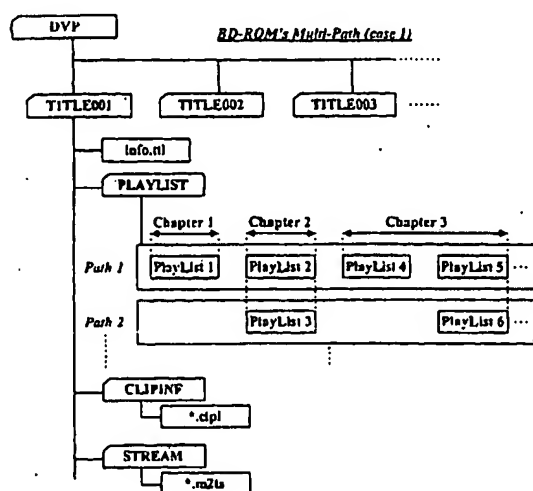 DVP
BD-ROM's Multi-Path (case 1)
TITLE001 TITLE002 TITLE003
info.ttl
PLAYLIST
Chapter 1 Chapter 2 Chapter 3
Path 1 PlayList 1 PlayList 2 PlayList 4 PlayList 5
Path 2 PlayList 3 PlayList 6
CLIPINF
*.clpi
STREAM
*.m2ts